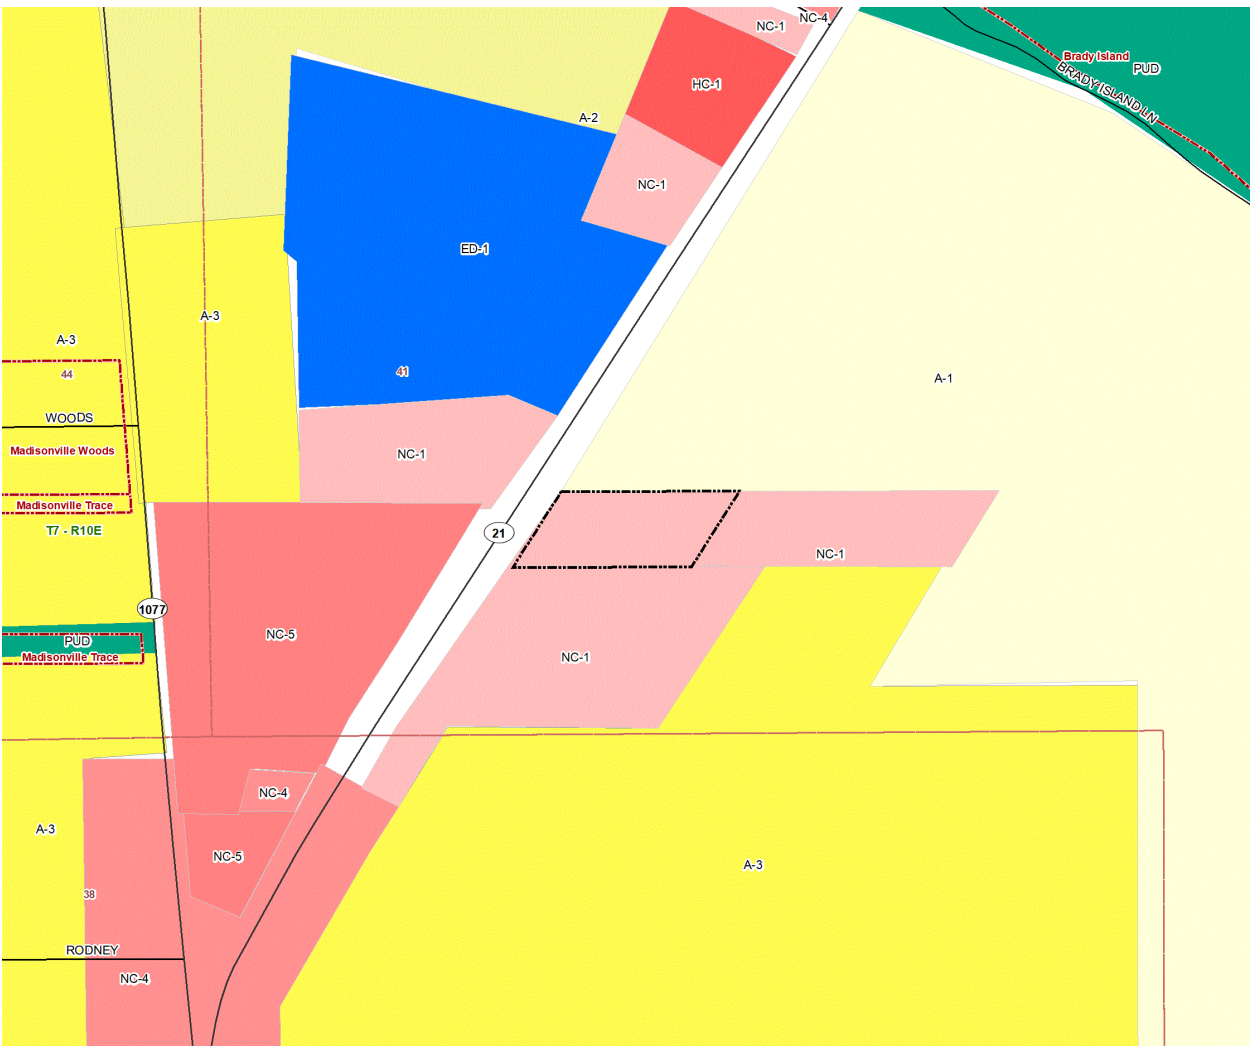 NC-1
NC-4
Brady Island
PUD
BRADY ISLAND LN
HC-1
A-2
NC-1
ED-1
A-3
A-3
44
41
A-1
WOODS
Madisonville Woods
NC-1
Madisonville Trace
T7 - R10E
21
NC-1
1077
NC-5
PUD
Madisonville Trace
NC-1
NC-4
A-3
NC-5
A-3
38
RODNEY
NC-4